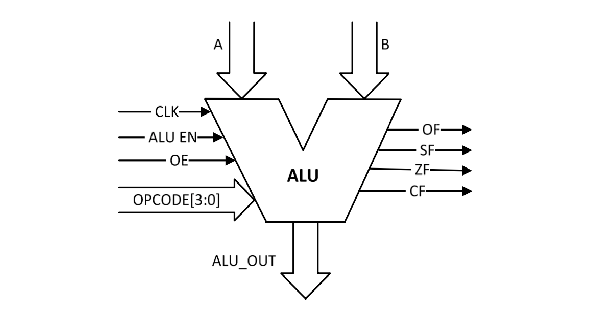 A
B
CLK
ALU EN
OE
OPCODE[3:0]
ALU
OF
SF
ZF
CF
ALU_OUT